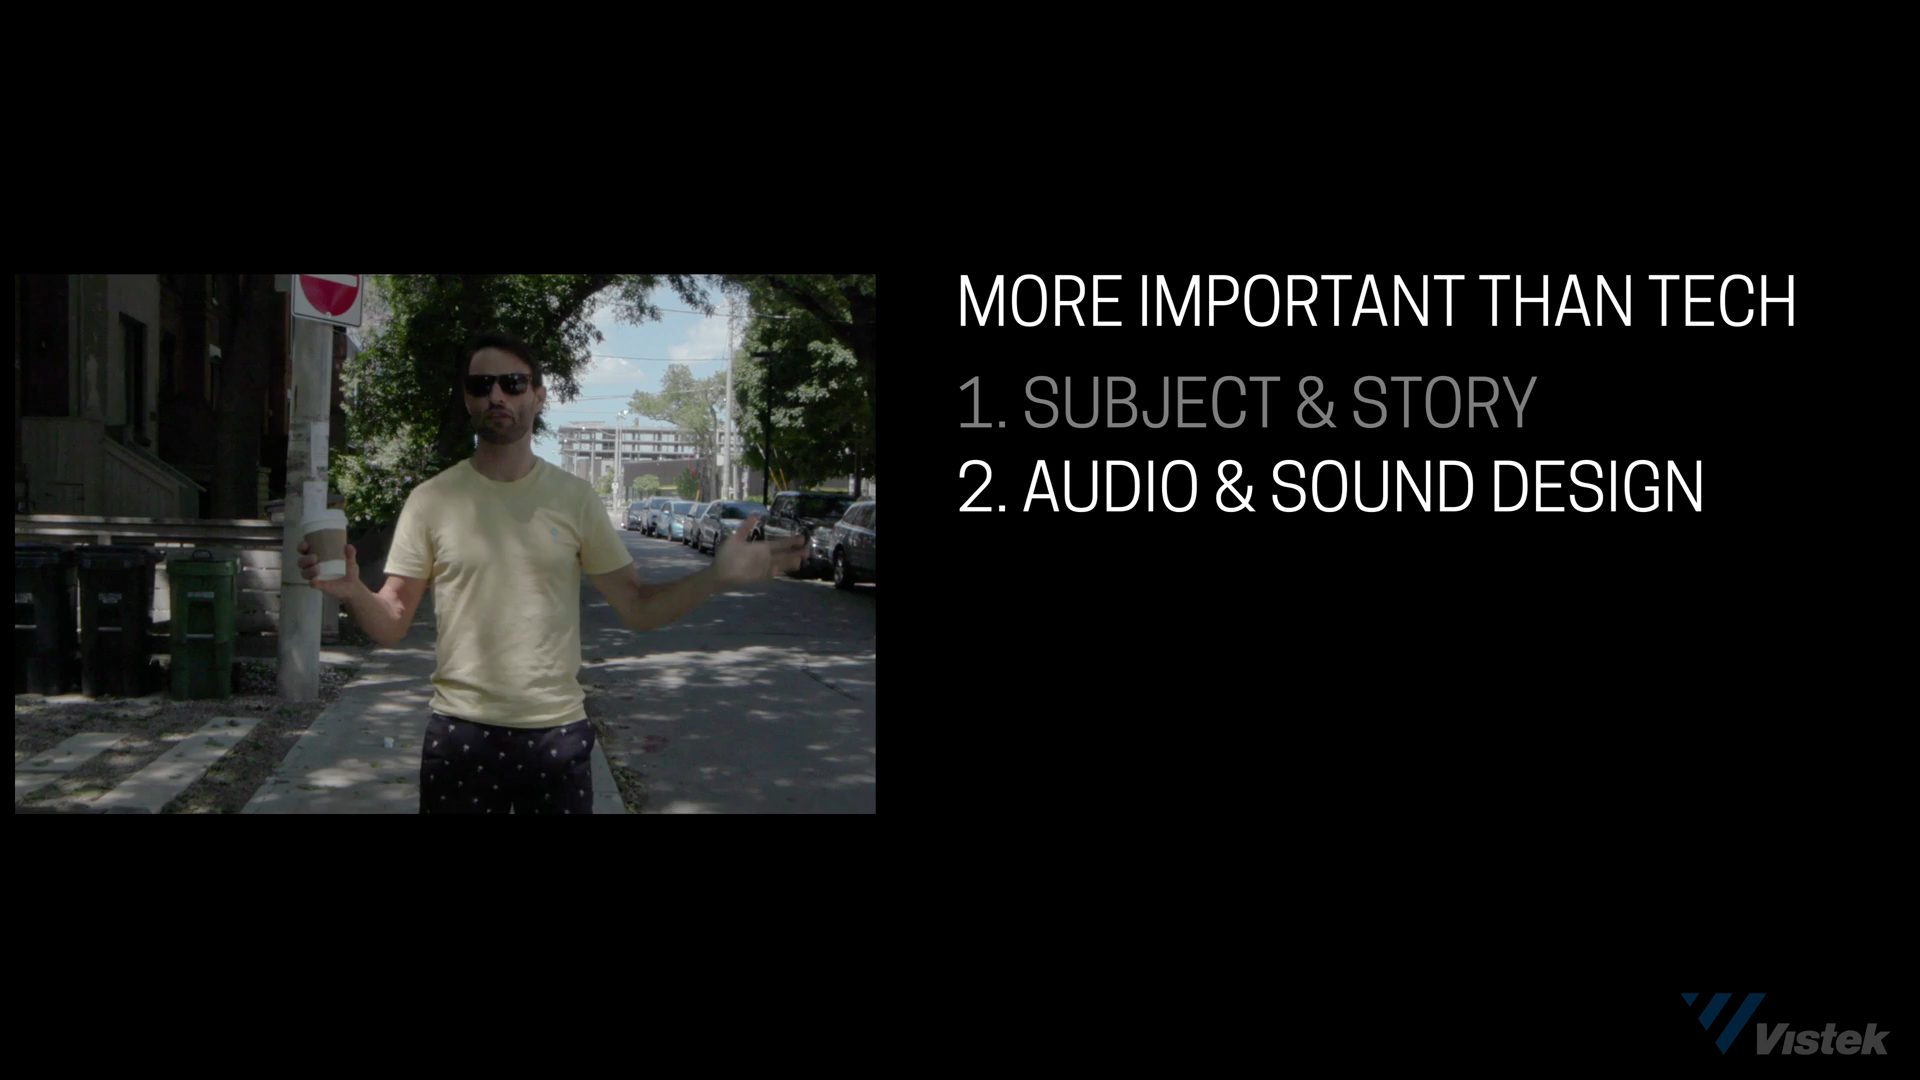 MORE IMPORTANT THAN TECH
1. SUBJECT & STORY
2. AUDIO & SOUND DESIGN
Vistek